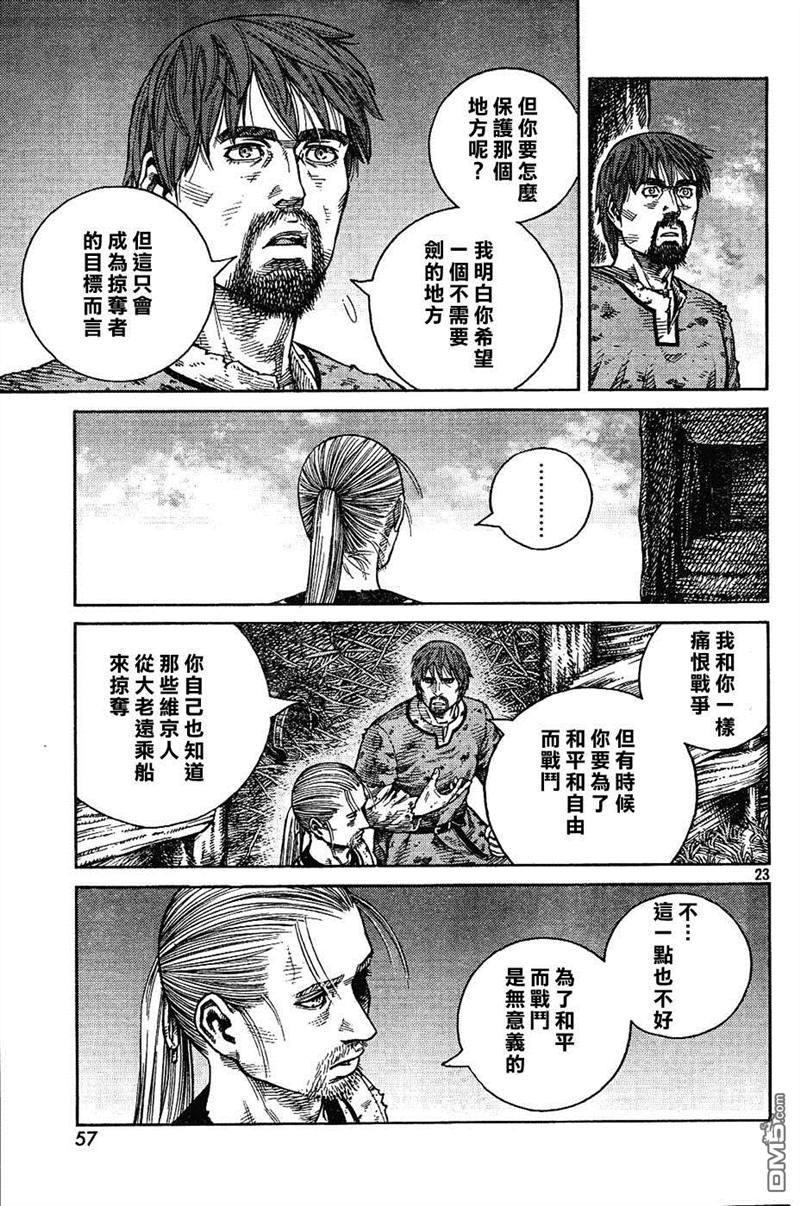 但你要怎麼
保護那個
地方呢？
我明白你希望
一個不需要
劍的地方
但這只會
成為掠奪者
的目標而言
………
我和你一樣
痛恨戰爭
但有時候
你要為了
和平和自由
而戰鬥
你自己也知道
那些維京人
從大老遠乘船
來掠奪
23
不…
這一點也不好
為了和平
而戰鬥
是無意義的
57
DM5.com